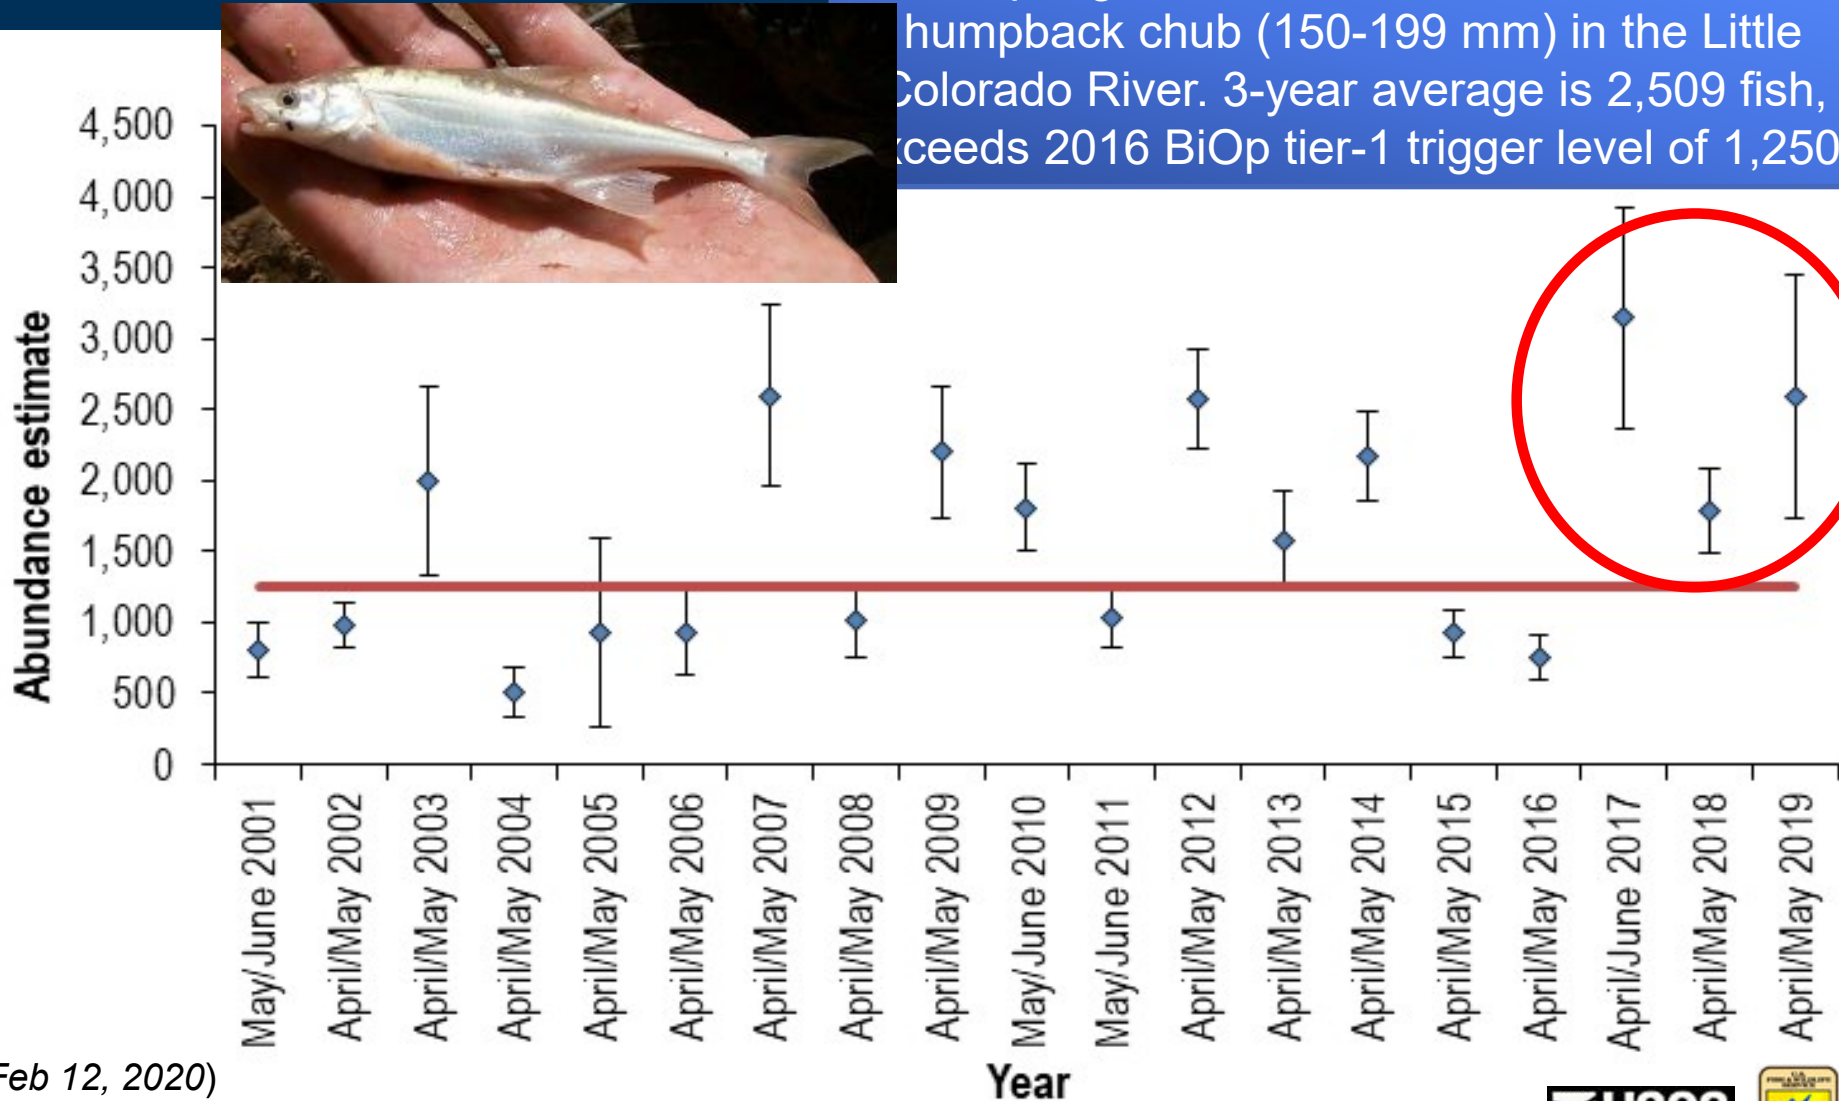 humpback chub (150-199 mm) in the Little
Colorado River. 3-year average is 2,509 fish,
xceeds 2016 BiOp tier-1 trigger level of 1,250
4,500
4,000
3,500
3,000
2,500
2,000
1,500
1,000
500
0
Abundance estimate
May/June 2001
April/May 2002
April/May 2003
April/May 2004
April/May 2005
April/May 2006
April/May 2007
April/May 2008
April/May 2009
May/June 2010
May/June 2011
April/May 2012
April/May 2013
April/May 2014
April/May 2015
April/May 2016
April/June 2017
April/May 2018
April/May 2019
Year
Feb 12, 2020)